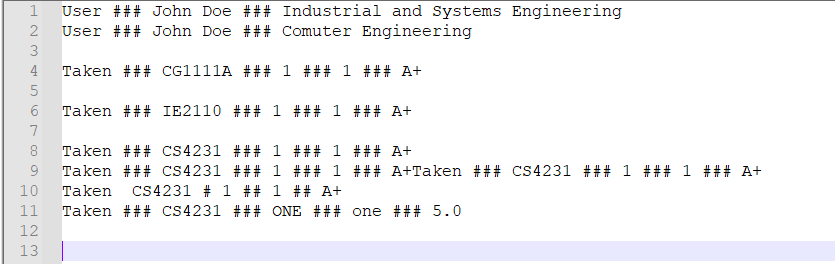 1 User ### John Doe ### Industrial and Systems Engineering
2 User ### John Doe ### Comuter Engineering
3
4 Taken ### CG1111A ### 1 ### 1 ### A+
5
6 Taken ### IE2110 ### 1 ### 1 ### A+
7
8 Taken ### CS4231 ### 1 ### 1 ### A+
9 Taken ### CS4231 ### 1 ### 1 ### A+Taken ### CS4231 ### 1 ### 1 ### A+
10 Taken  CS4231 # 1 ## 1 ## A+
11 Taken ### CS4231 ### ONE ### one ### 5.0
12
13